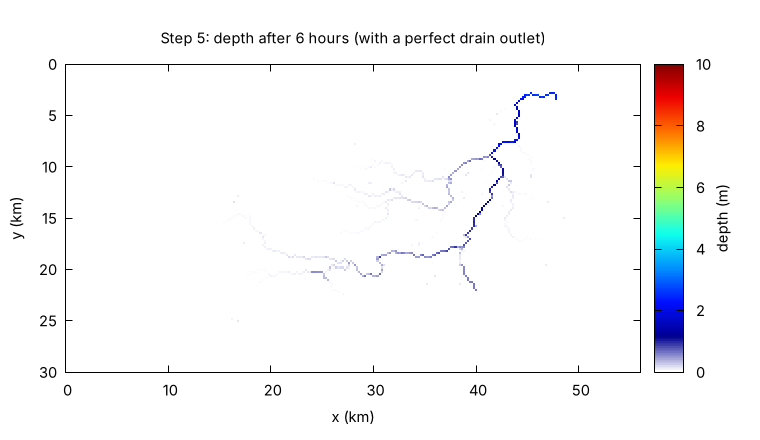 Step 5: depth after 6 hours (with a perfect drain outlet)
0
5
10
15
20
25
30
y (km)
0 10 20 30 40 50
x (km)
10
8
6
4
2
0
depth (m)